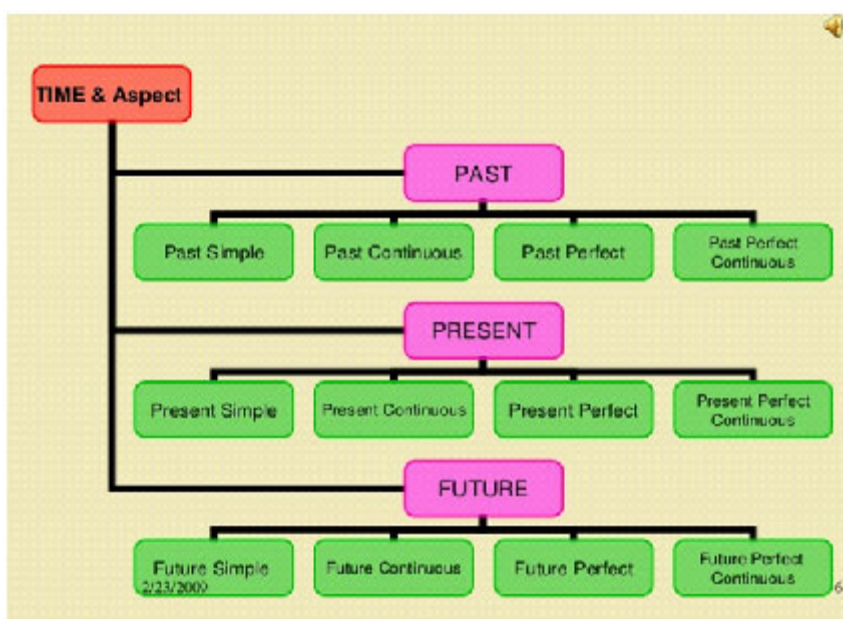 TIME & Aspect
PAST
Past Simple
Past Continuous
Past Perfect
Past Perfect
Continuous
PRESENT
Present Simple
Present Continuous
Present Perfect
Present Perfect
Continuous
FUTURE
Future Simple
Future Continuous
Future Perfect
Future Perfect
Continuous
2/23/2009
6